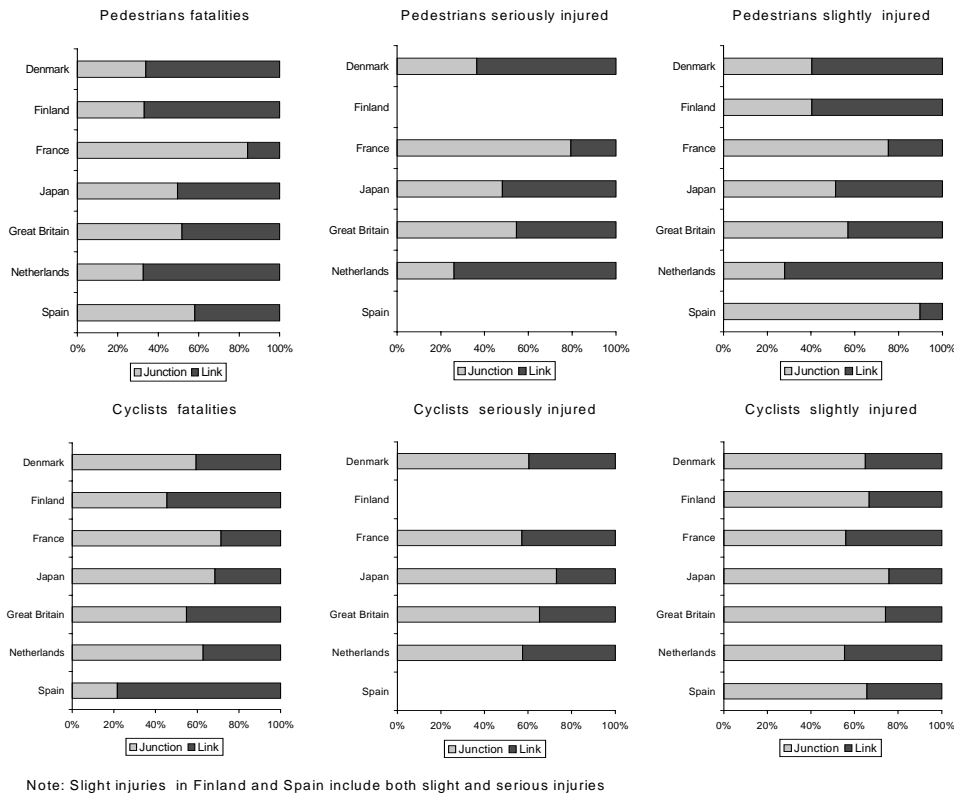 Pedestrians fatalities
Denmark
Finland
France
Japan
Great Britain
Netherlands
Spain
0% 20% 40% 60% 80% 100%
Junction Link
Pedestrians seriously injured
Denmark
Finland
France
Japan
Great Britain
Netherlands
Spain
0% 20% 40% 60% 80% 100%
Junction Link
Pedestrians slightly injured
Denmark
Finland
France
Japan
Great Britain
Netherlands
Spain
0% 20% 40% 60% 80% 100%
Junction Link
Cyclists fatalities
Denmark
Finland
France
Japan
Great Britain
Netherlands
Spain
0% 20% 40% 60% 80% 100%
Junction Link
Cyclists seriously injured
Denmark
Finland
France
Japan
Great Britain
Netherlands
Spain
0% 20% 40% 60% 80% 100%
Junction Link
Cyclists slightly injured
Denmark
Finland
France
Japan
Great Britain
Netherlands
Spain
0% 20% 40% 60% 80% 100%
Junction Link
Note: Slight injuries in Finland and Spain include both slight and serious injuries